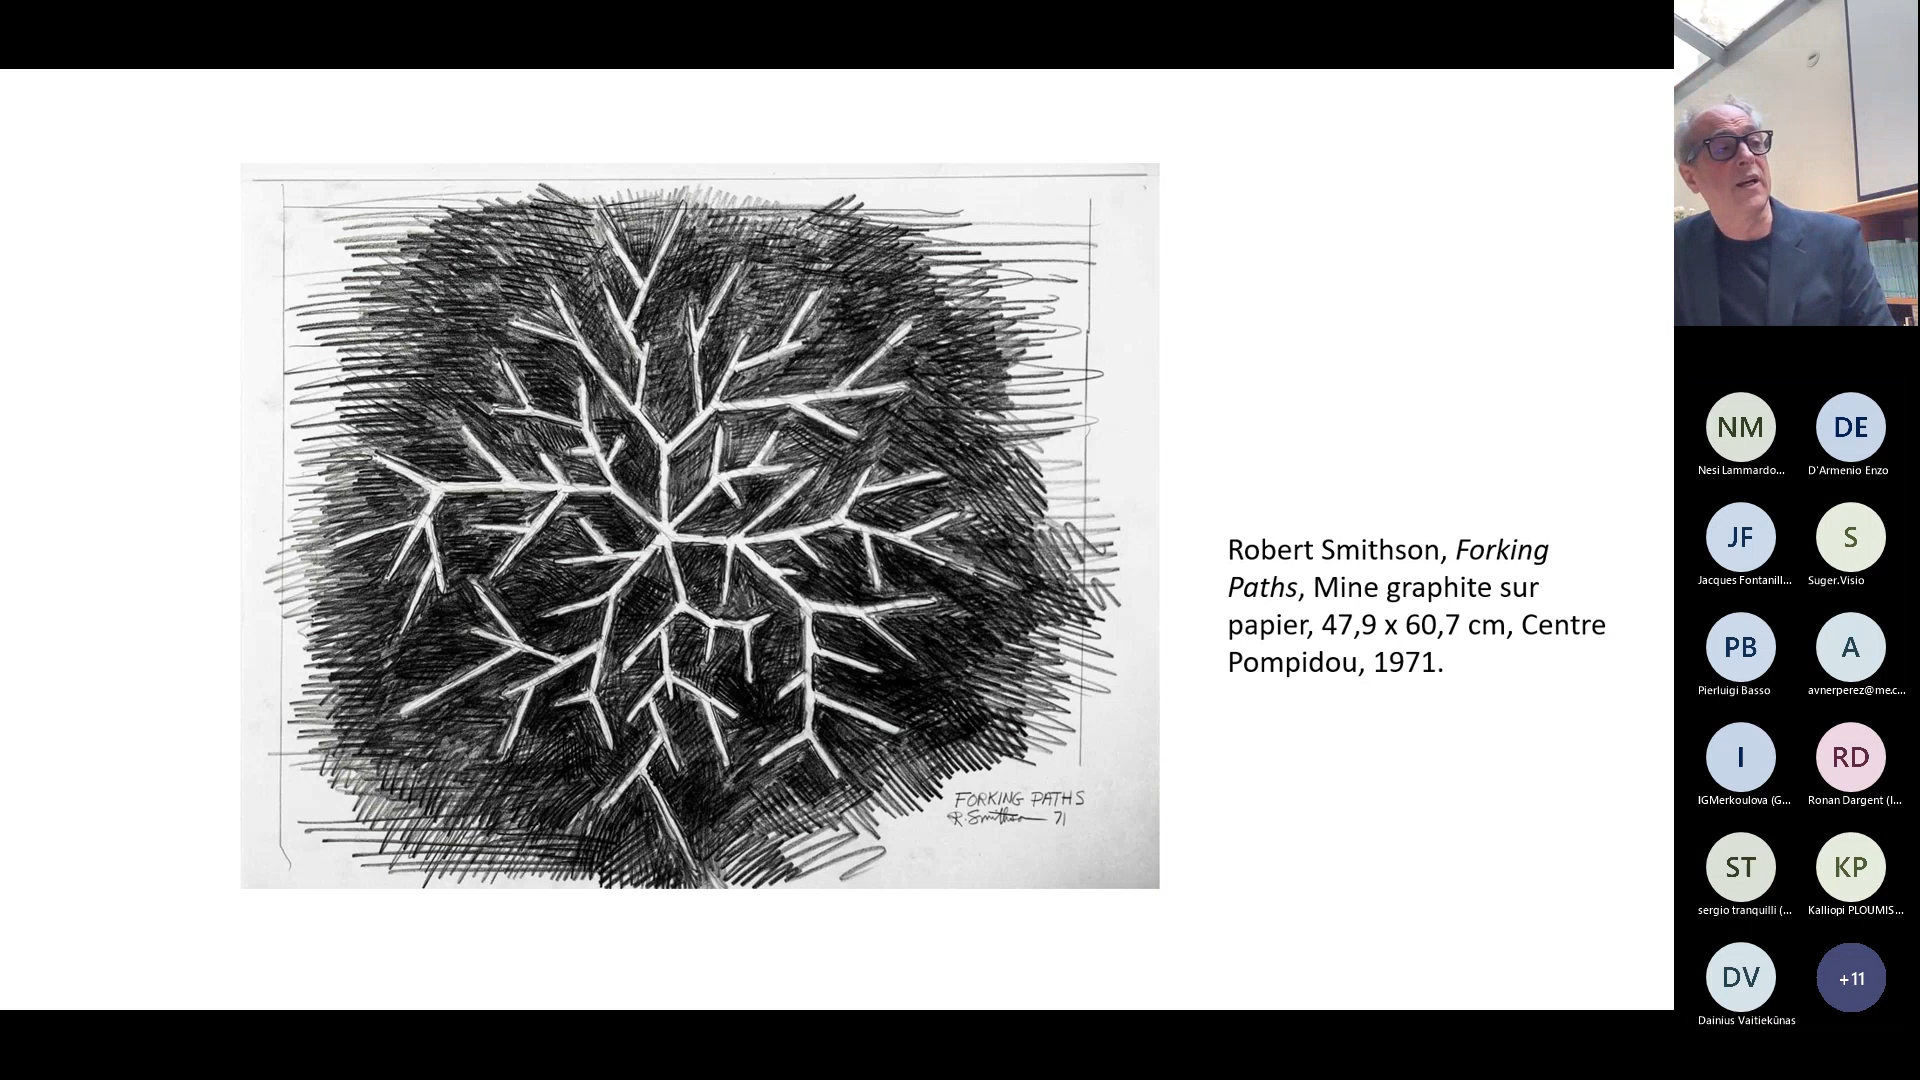 FORKING PATHS
R. Smithson 71
Robert Smithson, Forking
Paths, Mine graphite sur
papier, 47,9 x 60,7 cm, Centre
Pompidou, 1971.
NM
DE
Nesi Lammardo...
D'Armenio Enzo
JF
S
Jacques Fontanill...
Suger.Visio
PB
A
Pierluigi Basso
avnerperez@me.c...
I
RD
IGMerkoulova (G...
Ronan Dargent (I...
ST
KP
sergio tranquilli (...
Kalliopi PLOUMIS...
DV
+11
Dainius Vaitiekūnas